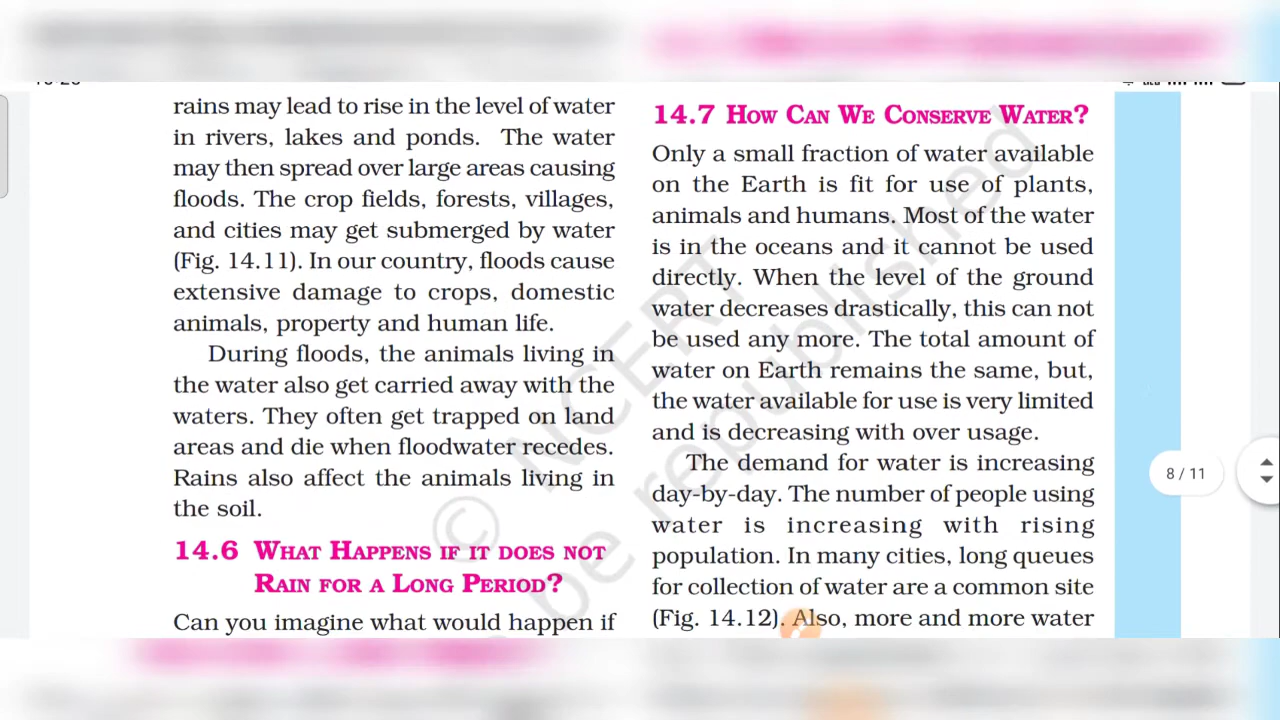 rains may lead to rise in the level of water
in rivers, lakes and ponds. The water
may then spread over large areas causing
floods. The crop fields, forests, villages,
and cities may get submerged by water
(Fig. 14.11). In our country, floods cause
extensive damage to crops, domestic
animals, property and human life.
During floods, the animals living in
the water also get carried away with the
waters. They often get trapped on land
areas and die when floodwater recedes.
Rains also affect the animals living in
the soil.
14.6 WHAT HAPPENS IF IT DOES NOT
RAIN FOR A LONG PERIOD?
Can you imagine what would happen if
14.7 HOW CAN WE CONSERVE WATER?
Only a small fraction of water available
on the Earth is fit for use of plants,
animals and humans. Most of the water
is in the oceans and it cannot be used
directly. When the level of the ground
water decreases drastically, this can not
be used any more. The total amount of
water on Earth remains the same, but,
the water available for use is very limited
and is decreasing with over usage.
The demand for water is increasing
day-by-day. The number of people using
water is increasing with rising
population. In many cities, long queues
for collection of water are a common site
(Fig. 14.12). Also, more and more water
8 / 11
© NCERT
be republished